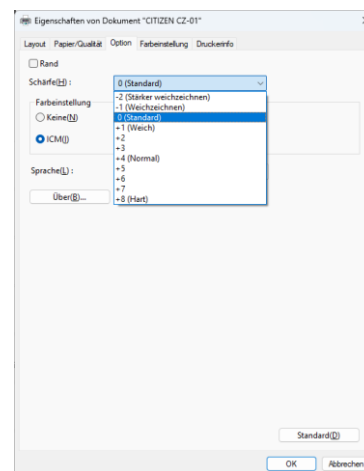 Eigenschaften von Dokument "CITIZEN CZ-01"
Layout Papier/Qualität Option Farbeinstellung Druckerinfo
Rand
Schärfe(H) : 0 (Standard)
-2 (Stärker weichzeichnen)
-1 (Weichzeichnen)
0 (Standard)
+1 (Weich)
+2
+3
+4 (Normal)
+5
+6
+7
+8 (Hart)
Farbeinstellung
Keine(N)
ICM(I)
Sprache(L) :
Über(B)...
Standard(D)
OK Abbrechen